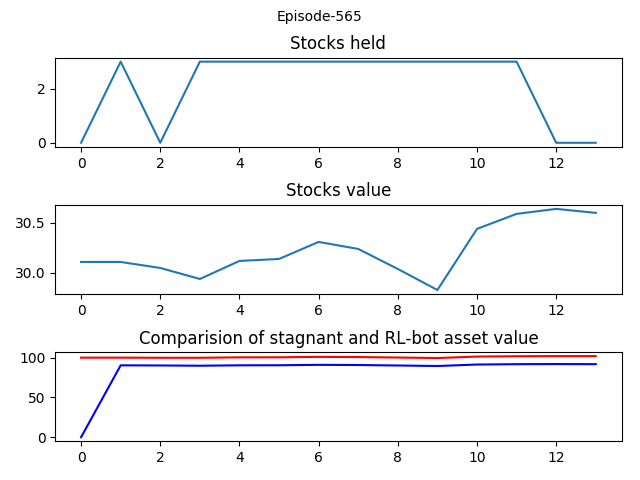 Episode-565
Stocks held
2
0
0 2 4 6 8 10 12
Stocks value
30.5
30.0
0 2 4 6 8 10 12
Comparision of stagnant and RL-bot asset value
100
50
0
0 2 4 6 8 10 12